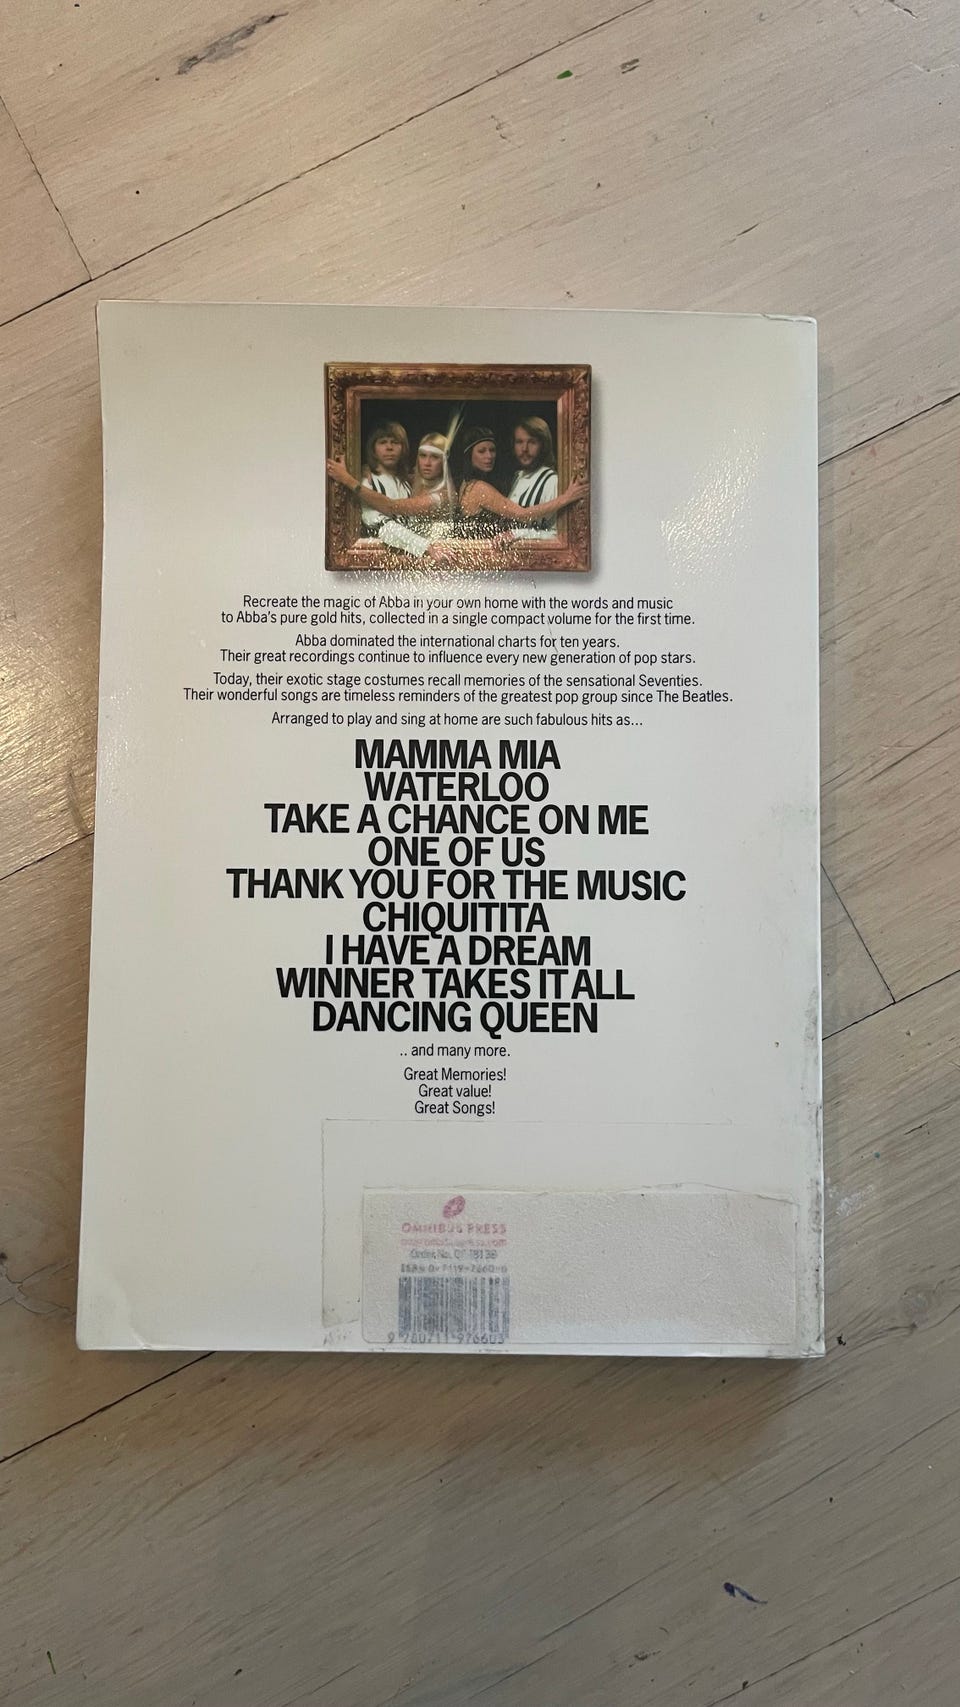 Recreate the magic of Abba in your own home with the words and music
to Abba's pure gold hits, collected in a single compact volume for the first time.
Abba dominated the international charts for ten years.
Their great recordings continue to influence every new generation of pop stars.
Today, their exotic stage costumes recall memories of the sensational Seventies.
Their wonderful songs are timeless reminders of the greatest pop group since The Beatles.
Arranged to play and sing at home are such fabulous hits as...
MAMMA MIA
WATERLOO
TAKE A CHANCE ON ME
ONE OF US
THANK YOU FOR THE MUSIC
CHIQUITITA
I HAVE A DREAM
WINNER TAKES IT ALL
DANCING QUEEN
.. and many more.
Great Memories!
Great value!
Great Songs!
OMNIBUS PRESS
Order No.
9 780711 976603